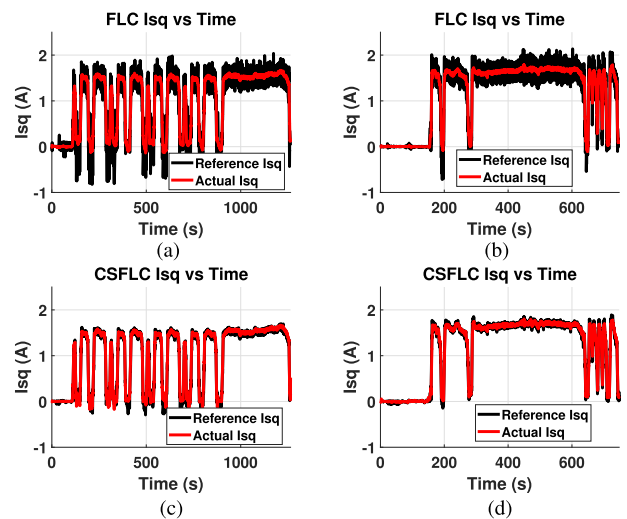 FLC Isq vs Time
2
1
0
-1
Isq (A)
0
500
1000
Time (s)
Reference Isq
Actual Isq
(a)
FLC Isq vs Time
2
1
0
-1
Isq (A)
0
200
400
600
Time (s)
Reference Isq
Actual Isq
(b)
CSFLC Isq vs Time
2
1
0
-1
Isq (A)
0
500
1000
Time (s)
Reference Isq
Actual Isq
(c)
CSFLC Isq vs Time
2
1
0
-1
Isq (A)
0
200
400
600
Time (s)
Reference Isq
Actual Isq
(d)